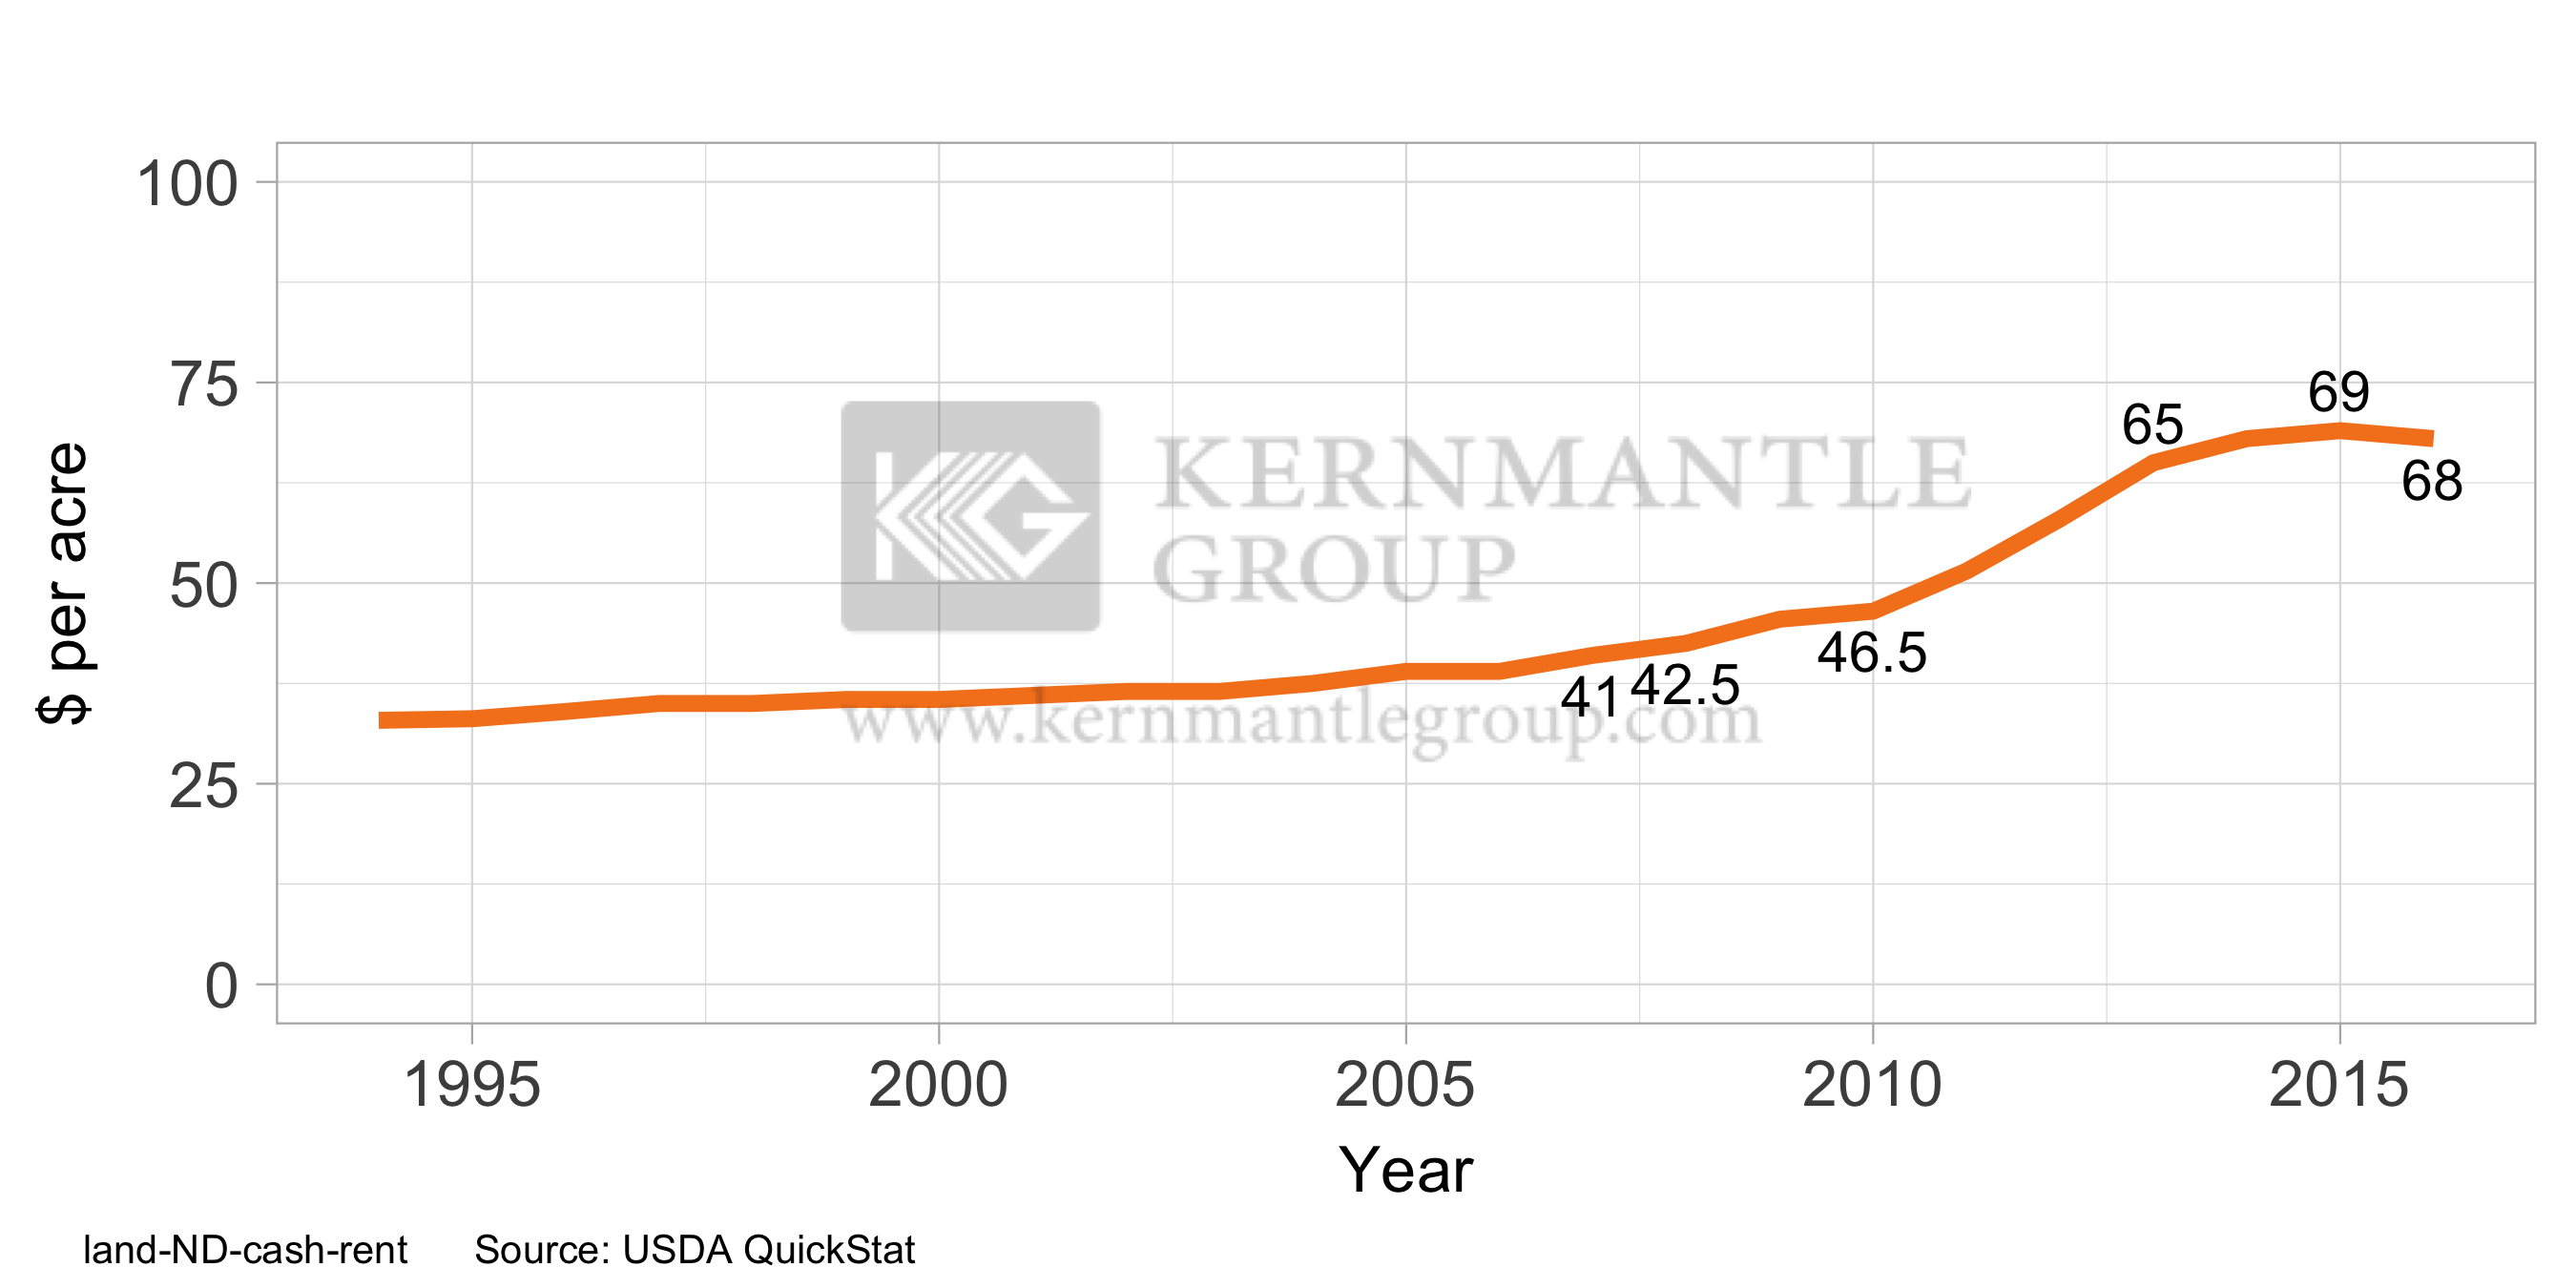 100
75
50
25
0
$ per acre
KERNMANTLE
GROUP
www.kernmantlegroup.com
41
42.5
46.5
65
69
68
1995
2000
2005
2010
2015
Year
land-ND-cash-rent Source: USDA QuickStat